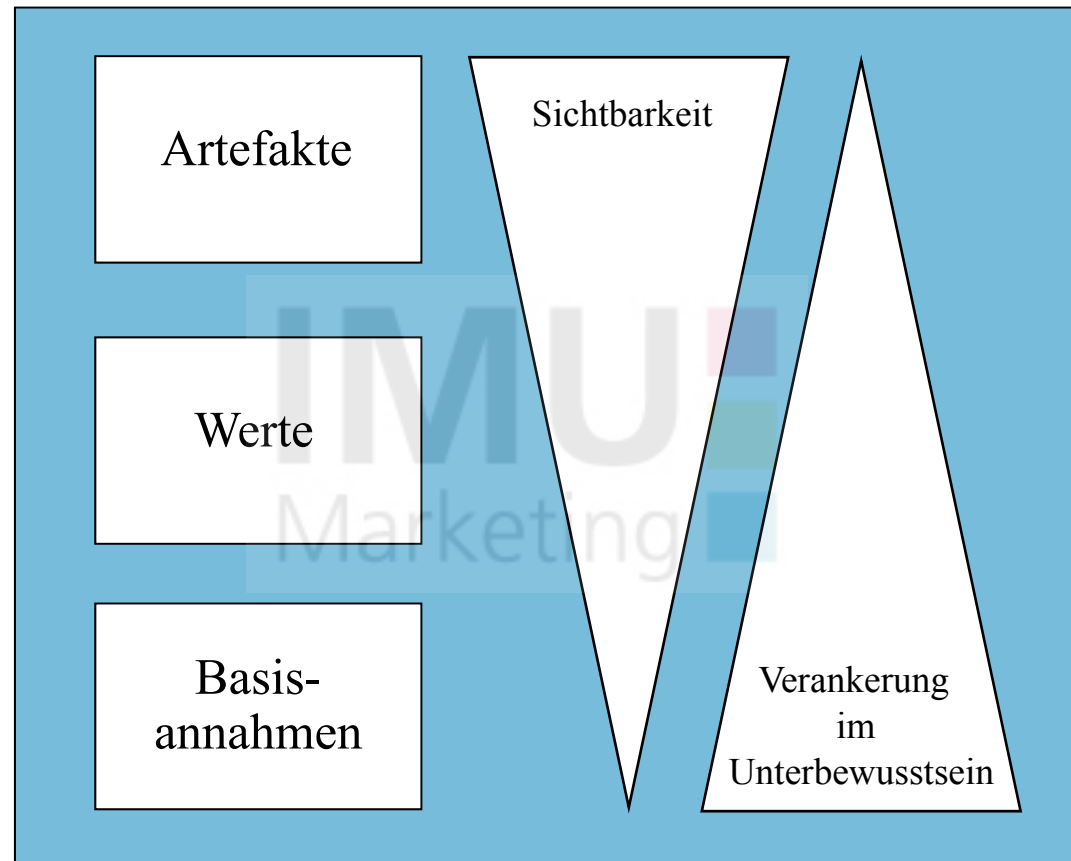 Artefakte
Sichtbarkeit
Werte
IMU
Marketing
Basis-
annahmen
Verankerung
im
Unterbewusstsein